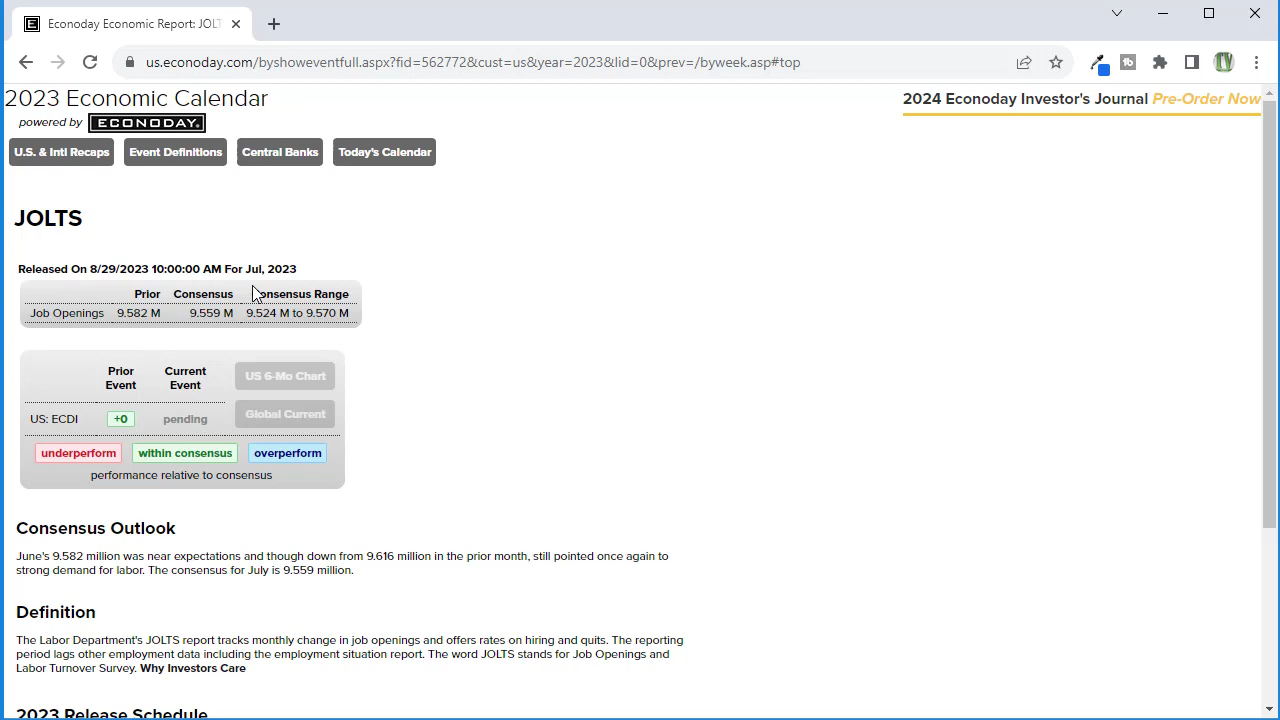 Econoday Economic Report: JOLT
us.econoday.com/byshoweventfull.aspx?fid=562772&cust=us&year=2023&lid=0&prev=/byweek.asp#top
2023 Economic Calendar
2024 Econoday Investor's Journal Pre-Order Now
powered by ECONODAY
U.S. & Intl Recaps Event Definitions Central Banks Today's Calendar
JOLTS
Released On 8/29/2023 10:00:00 AM For Jul, 2023
Prior Consensus Consensus Range
Job Openings 9.582 M 9.559 M 9.524 M to 9.570 M
Prior Event Current Event US 6-Mo Chart
Global Current
US: ECDI +0 pending
underperform within consensus overperform
performance relative to consensus
Consensus Outlook
June's 9.582 million was near expectations and though down from 9.616 million in the prior month, still pointed once again to
strong demand for labor. The consensus for July is 9.559 million.
Definition
The Labor Department's JOLTS report tracks monthly change in job openings and offers rates on hiring and quits. The reporting
period lags other employment data including the employment situation report. The word JOLTS stands for Job Openings and
Labor Turnover Survey. Why Investors Care
2023 Release Schedule